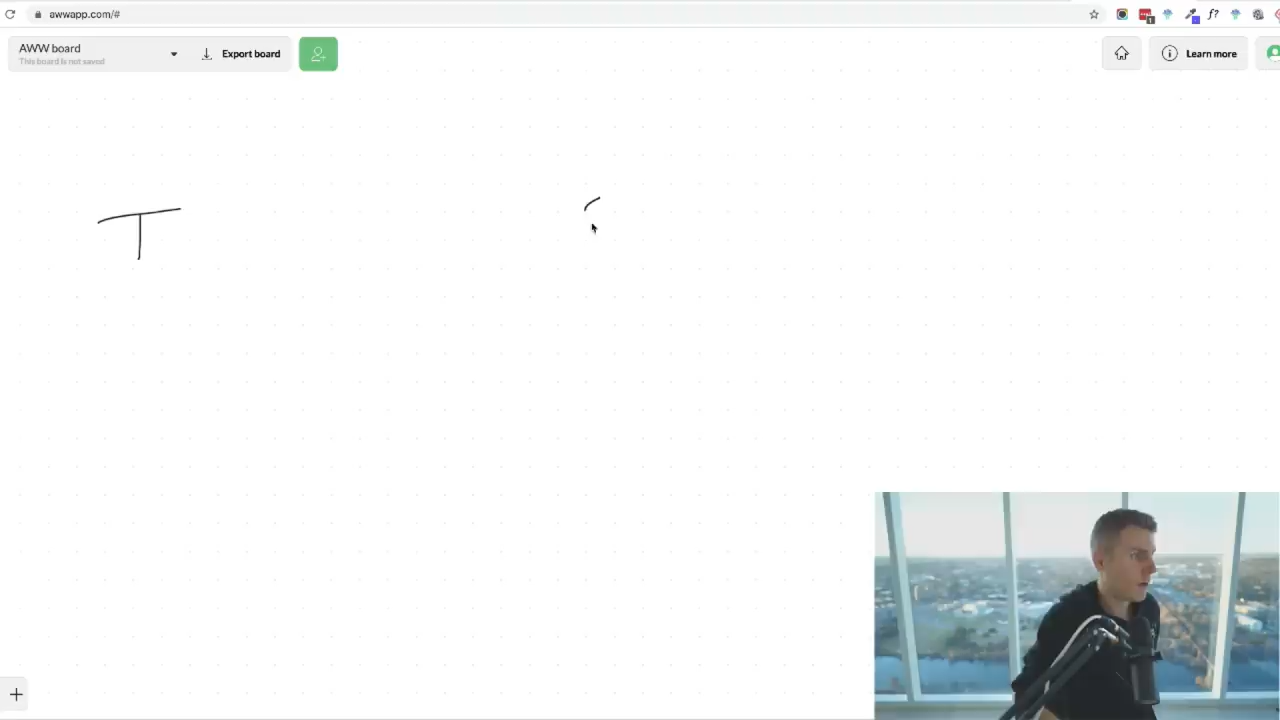 awwapp.com/#
AWW board
This board is not saved
Export board
Learn more
T